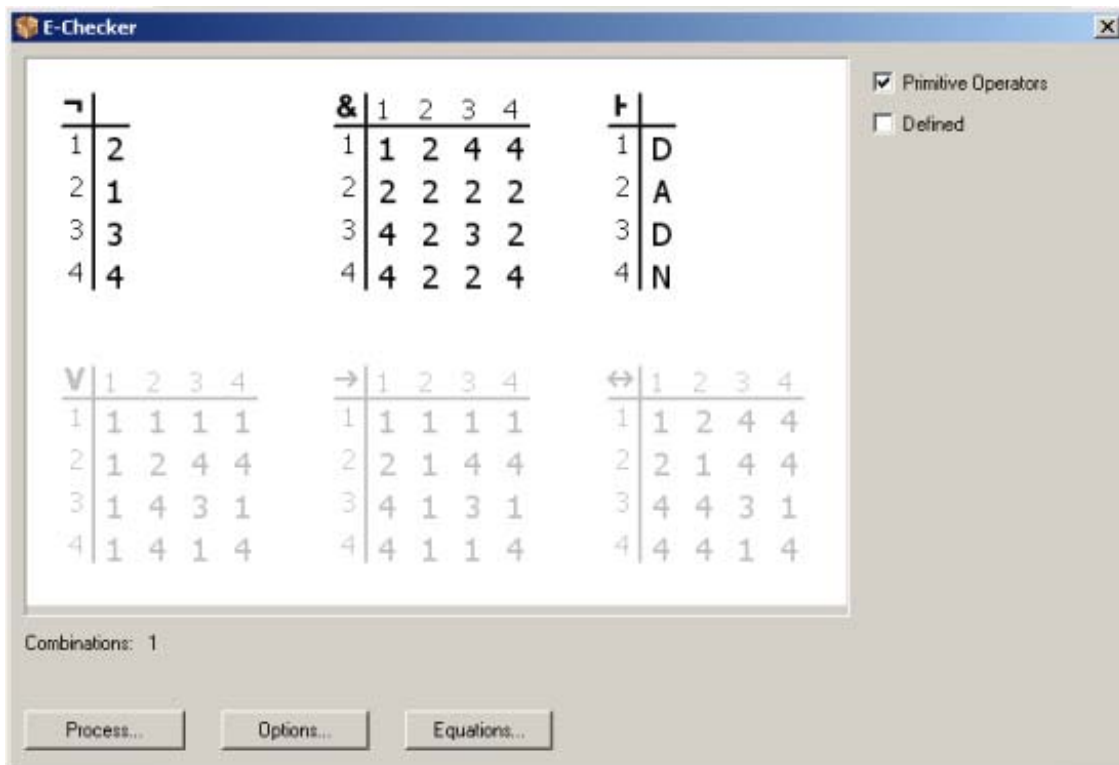 E-Checker
¬
1 2
2 1
3 3
4 4
& 1 2 3 4
1 1 2 4 4
2 2 2 2 2
3 4 2 3 2
4 4 2 2 4
⊦
1 D
2 A
3 D
4 N
V 1 2 3 4
1 1 1 1 1
2 1 2 4 4
3 1 4 3 1
4 1 4 1 4
→ 1 2 3 4
1 1 1 1 1
2 2 1 4 4
3 4 1 3 1
4 4 1 1 4
↔ 1 2 3 4
1 1 2 4 4
2 2 1 4 4
3 4 4 3 1
4 4 4 1 4
Primitive Operators
Defined
Combinations: 1
Process...
Options...
Equations...